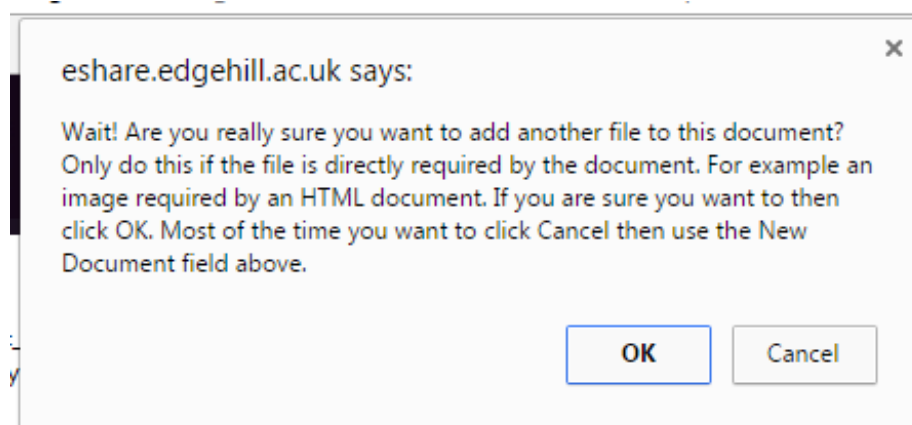 eshare.edgehill.ac.uk says:
Wait! Are you really sure you want to add another file to this document?
Only do this if the file is directly required by the document. For example an
image required by an HTML document. If you are sure you want to then
click OK. Most of the time you want to click Cancel then use the New
Document field above.
OK Cancel